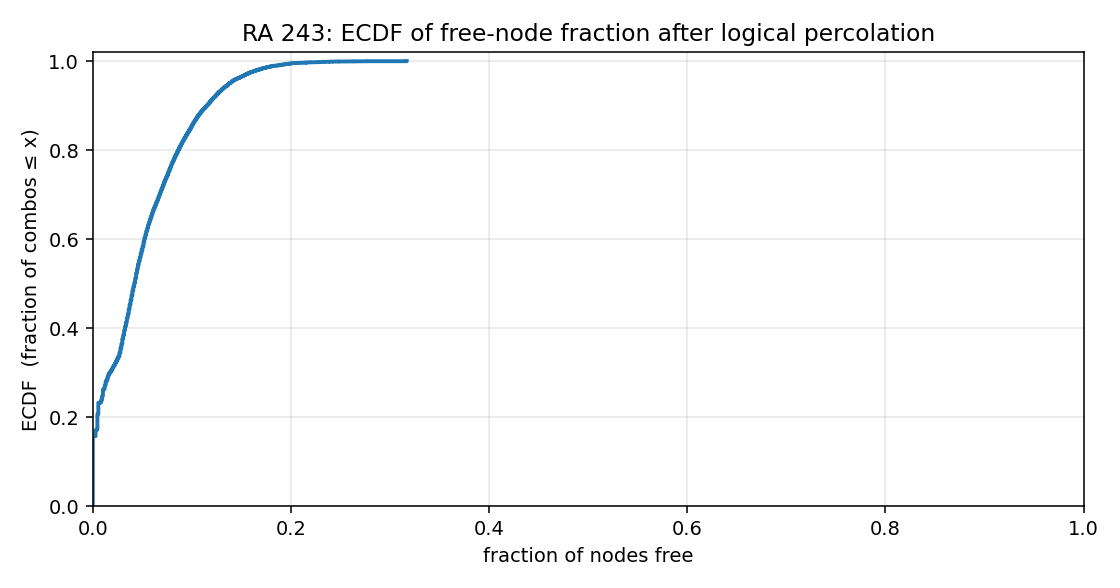 RA 243: ECDF of free-node fraction after logical percolation
ECDF  (fraction of combos ≤ x)
1.0
0.8
0.6
0.4
0.2
0.0
0.0 0.2 0.4 0.6 0.8 1.0
fraction of nodes free